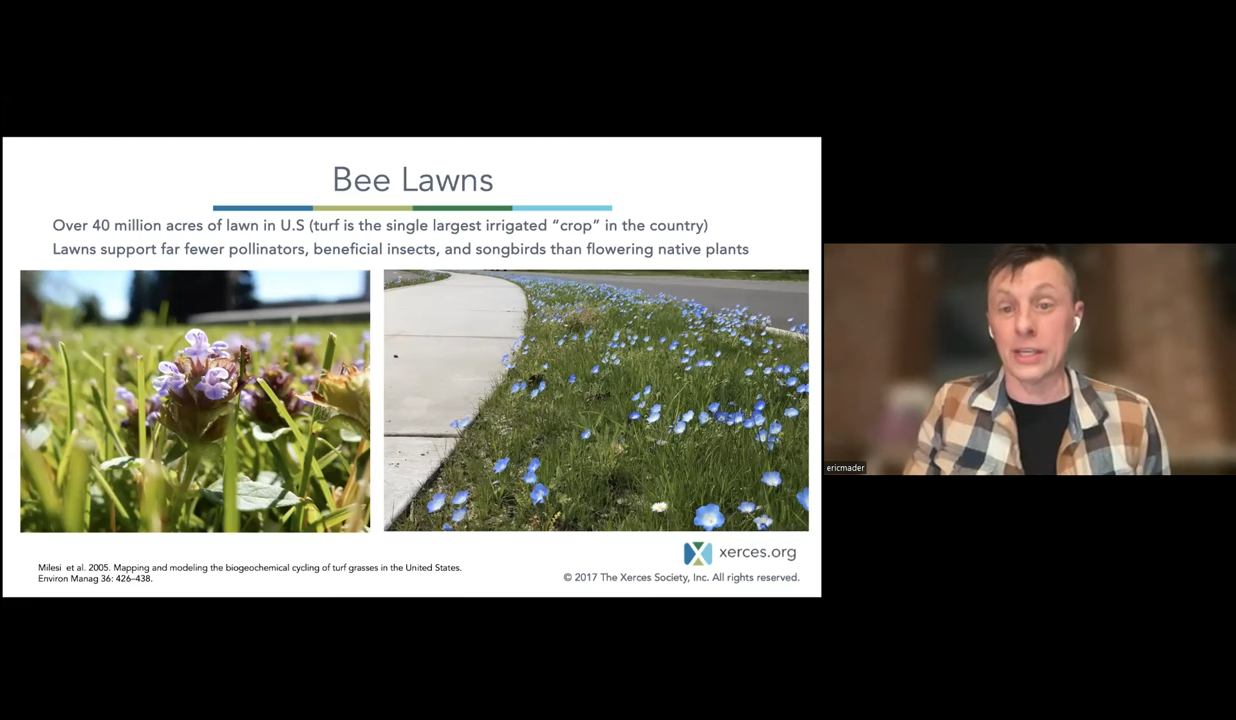 Bee Lawns
Over 40 million acres of lawn in U.S (turf is the single largest irrigated “crop” in the country)
Lawns support far fewer pollinators, beneficial insects, and songbirds than flowering native plants
ericmader
xerces.org
Milesi et al. 2005. Mapping and modeling the biogeochemical cycling of turf grasses in the United States.
Environ Manag 36: 426–438.
© 2017 The Xerces Society, Inc. All rights reserved.